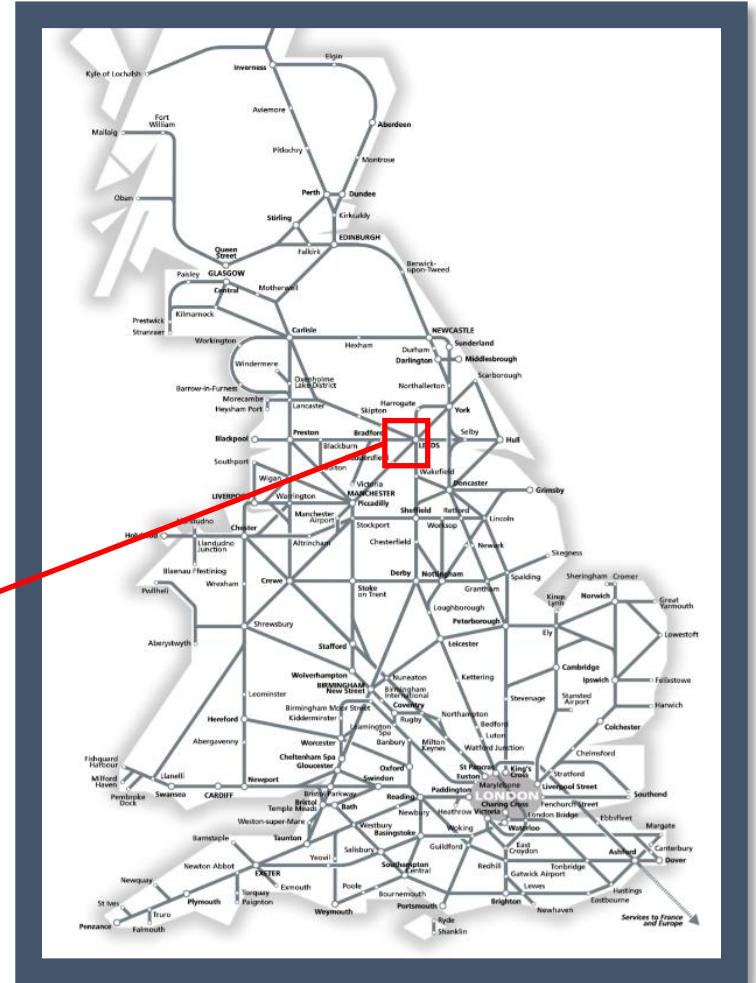 Elgin
Inverness
Kyle of Lochalsh
Aviemore
Fort
William
Aberdeen
Mallaig
Pitlochry
Montrose
Perth
Dundee
Oban
Stirling
Kirkcaldy
Queen
Street
EDINBURGH
Falkirk
Berwick-
upon-Tweed
Paisley
GLASGOW
Central
Motherwell
Prestwick
Kilmarnock
Stranraer
Carlisle
NEWCASTLE
Workington
Hexham
Sunderland
Durham
Darlington
Middlesbrough
Windermere
Oxenholme
Lake District
Scarborough
Barrow-in-Furness
Northallerton
Morecambe
Heysham Port
Lancaster
Harrogate
York
Skipton
Blackpool
Preston
Bradford
LEEDS
Selby
Hull
Blackburn
Southport
Wakefield
Wigan
Victoria
Doncaster
Grimsby
MANCHESTER
Piccadilly
Warrington
Manchester
Airport
Stockport
Sheffield
Retford
Worksop
Lincoln
Chester
Llandudno
Junction
Altrincham
Chesterfield
Newark
Skegness
Blaenau Ffestiniog
Pwllheli
Wrexham
Crewe
Stoke
on Trent
Derby
Nottingham
Grantham
Spalding
Sheringham
Cromer
Kings
Lynn
Norwich
Great
Yarmouth
Loughborough
Peterborough
Shrewsbury
Ely
Lowestoft
Aberystwyth
Stafford
Leicester
Wolverhampton
BIRMINGHAM
New Street
Nuneaton
Birmingham
International
Kettering
Cambridge
Ipswich
Felixstowe
Leominster
Birmingham Moor Street
Kidderminster
Coventry
Rugby
Northampton
Stevenage
Stansted
Airport
Harwich
Hereford
Leamington
Spa
Bedford
Colchester
Abergavenny
Worcester
Banbury
Milton
Keynes
Luton
Watford Junction
Chelmsford
Fishguard
Harbour
Cheltenham Spa
Gloucester
Oxford
St Pancras
Euston
King's
Cross
Stratford
Milford
Haven
Llanelli
Newport
Swindon
Marylebone
Liverpool Street
Pembroke
Dock
Swansea
CARDIFF
Bristol Parkway
Bristol
Temple Meads
Bath
Reading
Paddington
LONDON
Southend
Charing Cross
Fenchurch Street
Newbury
Heathrow
Victoria
London Bridge
Ebbsfleet
Weston-super-Mare
Westbury
Basingstoke
Woking
Waterloo
Margate
Barnstaple
Taunton
Salisbury
Guildford
East
Croydon
Ashford
Canterbury
Dover
Newton Abbot
Yeovil
Southampton
Central
Redhill
Tonbridge
Gatwick Airport
Newquay
EXETER
Exmouth
Poole
Bournemouth
Lewes
Hastings
Eastbourne
St Ives
Plymouth
Torquay
Paignton
Weymouth
Portsmouth
Brighton
Newhaven
Truro
Penzance
Falmouth
Ryde
Shanklin
Services to France
and Europe